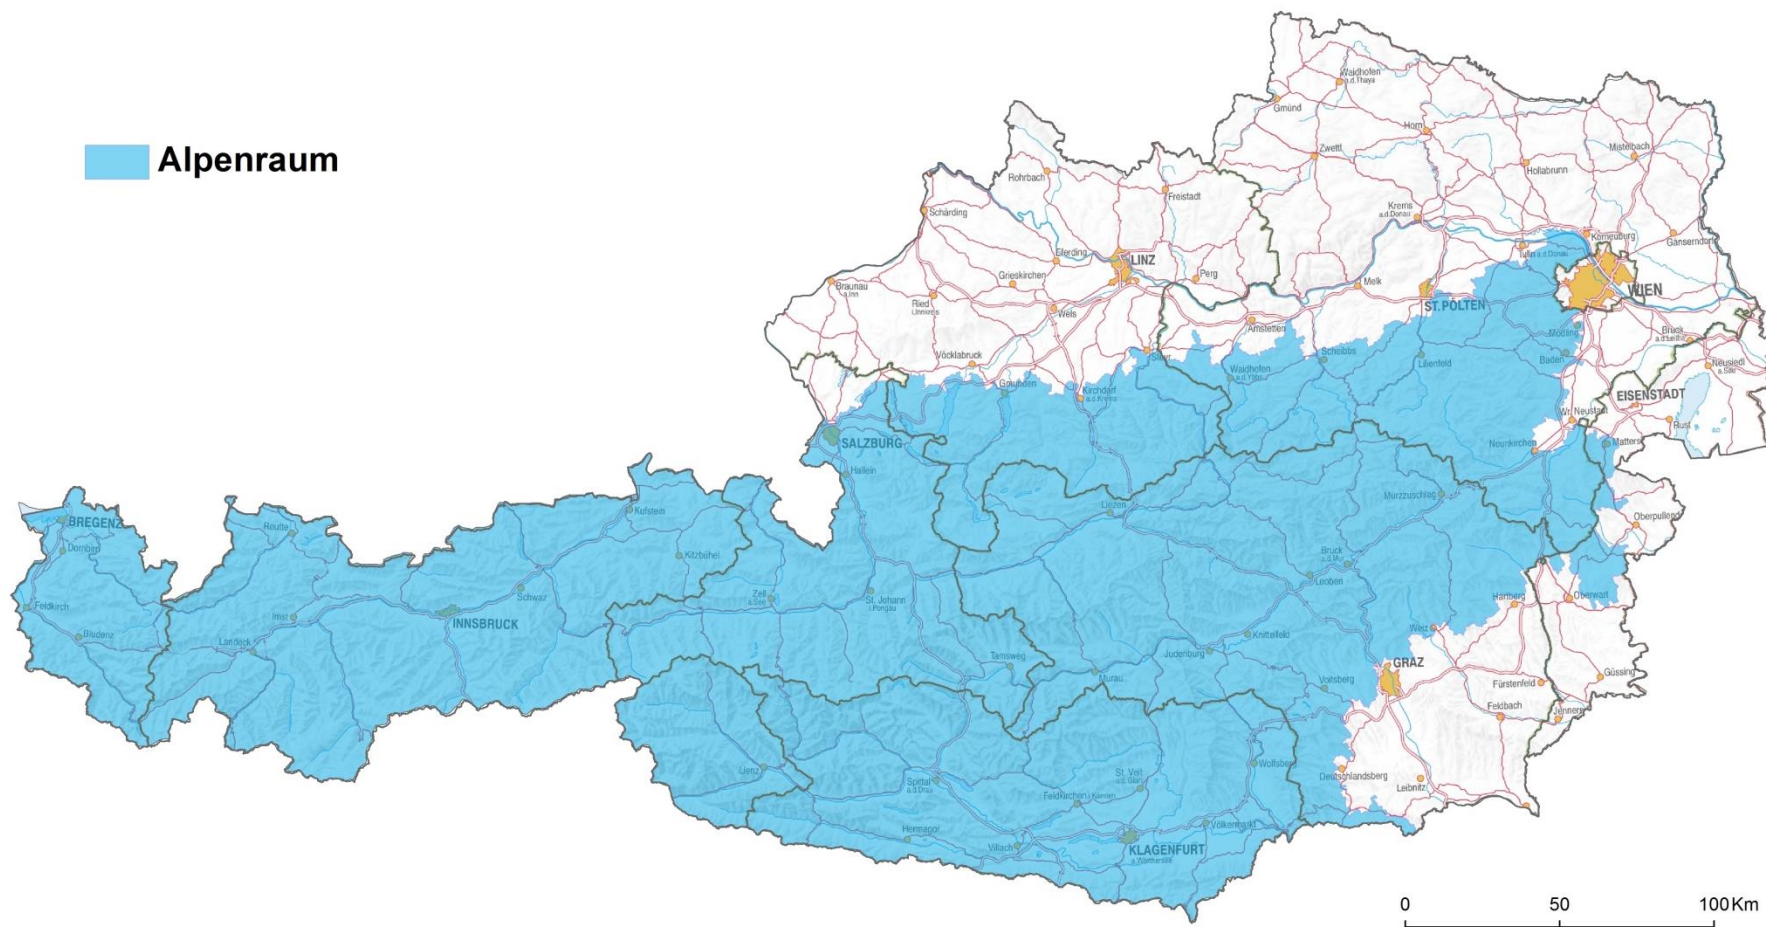 Alpenraum
Waidhofen
a.d.Thaya
Gmünd
Horn
Zwettl
Mistelbach
Hollabrunn
Rohrbach
Freistadt
Schärding
Krems
a.d.Donau
Korneuburg
Gänserndorf
Tulln a.d.Donau
Eferding
LINZ
Grieskirchen
Perg
Melk
Braunau
a.Inn
Ried
i.Innkreis
WIEN
ST.PÖLTEN
Wels
Amstetten
Mödling
Bruck
a.d.Leitha
Vöcklabruck
Steyr
Scheibbs
Lilienfeld
Baden
Neusiedl
a.See
Waidhofen
a.d.Ybbs
Gmunden
Kirchdorf
a.d.Krems
EISENSTADT
Wr. Neustadt
Rust
SALZBURG
Neunkirchen
Matters
Hallein
Mürzzuschlag
Liezen
Kufstein
BREGENZ
Reutte
Oberpullend
Dornbirn
Kitzbühel
Bruck
a.d.Mur
Leoben
Schwaz
Zell
a.See
St. Johann
i.Pongau
Hartberg
Oberwart
Feldkirch
Imst
INNSBRUCK
Weiz
Bludenz
Landeck
Knittelfeld
Judenburg
GRAZ
Tamsweg
Murau
Voitsberg
Fürstenfeld
Güssing
Feldbach
Jenners
Lienz
Spittal
a.d.Drau
St. Veit
a.d.Glan
Wolfsberg
Deutschlandsberg
Leibnitz
Feldkirchen i.Kärnten
Hermagor
Völkermarkt
Villach
KLAGENFURT
a.Wörthersee
0 50 100 Km